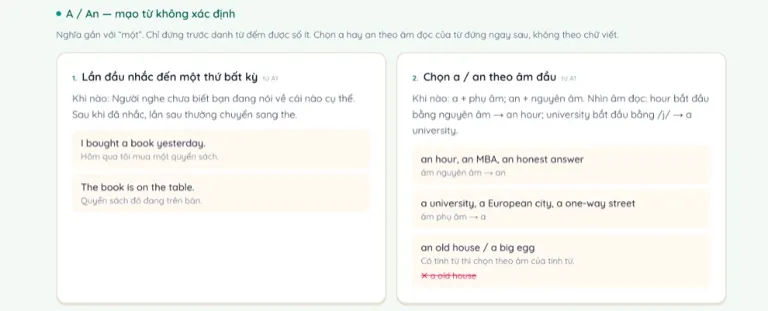 A / An — mạo từ không xác định
Nghĩa gần với "một". Chỉ đứng trước danh từ đếm được số ít. Chọn a hay an theo âm đọc của từ đứng ngay sau, không theo chữ viết.
1. Lần đầu nhắc đến một thứ bất kỳ từ A1
Khi nào: Người nghe chưa biết bạn đang nói về cái nào cụ thể.
Sau khi đã nhắc, lần sau thường chuyển sang the.
I bought a book yesterday.
Hôm qua tôi mua một quyển sách.
The book is on the table.
Quyển sách đó đang trên bàn.
2. Chọn a / an theo âm đầu từ A1
Khi nào: a + phụ âm; an + nguyên âm. Nhìn âm đọc: hour bắt đầu
bằng nguyên âm → an hour; university bắt đầu bằng /j/ → a
university.
an hour, an MBA, an honest answer
âm nguyên âm → an
a university, a European city, a one-way street
âm phụ âm → a
an old house / a big egg
Có tính từ thì chọn theo âm của tính từ.
✕ a old house